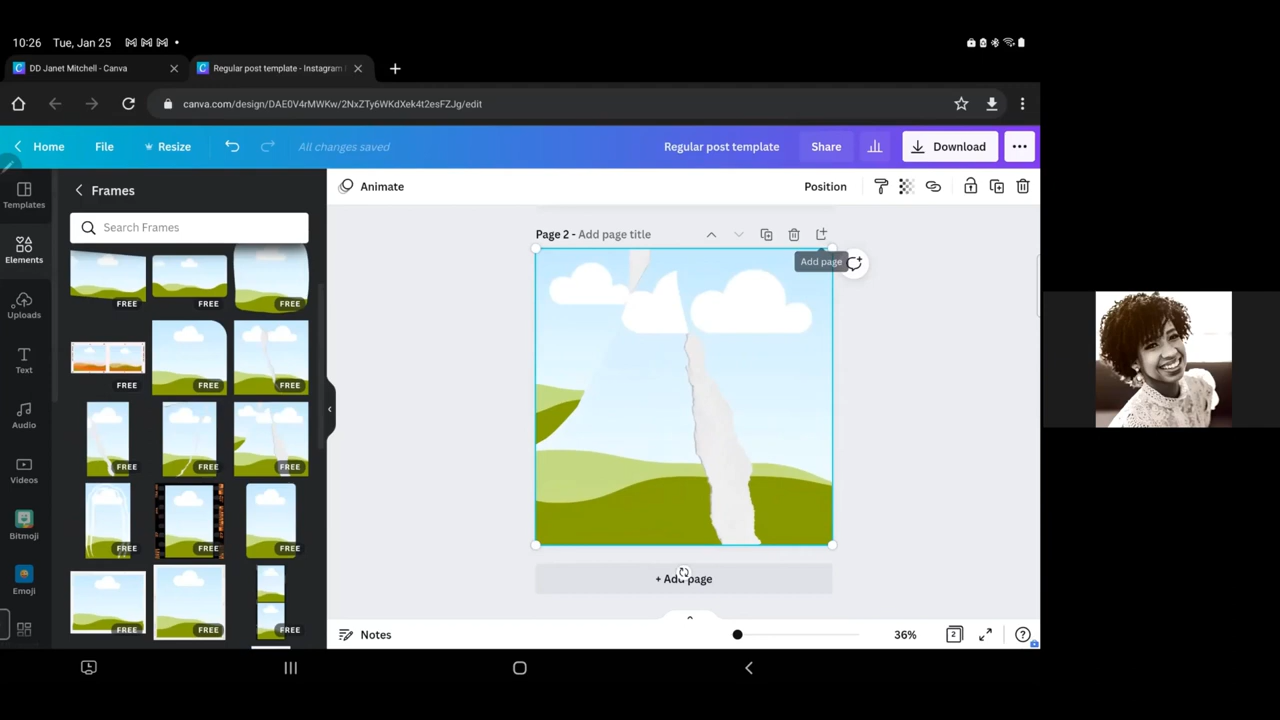 10:26 Tue, Jan 25
DD Janet Mitchell - Canva
Regular post template - Instagram
canva.com/design/DAE0V4rMWKw/2NxZTy6WKdXek4t2esFZJg/edit
Home File Resize All changes saved Regular post template Share Download
Frames
Animate Position
Templates
Search Frames
Elements
Page 2 - Add page title
Add page
Uploads
FREE FREE FREE
Text
FREE FREE FREE
Audio
FREE FREE FREE
Videos
Bitmoji
FREE FREE FREE
Emoji
FREE FREE FREE
+ Add page
Notes 36% 2 ?